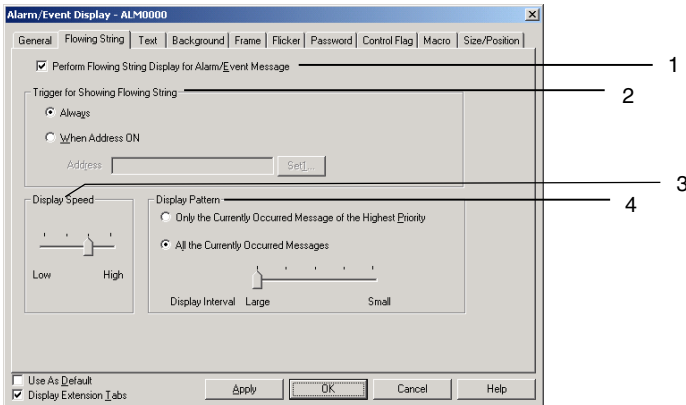 Alarm/Event Display - ALM0000
General Flowing String Text Background Frame Flicker Password Control Flag Macro Size/Position
Perform Flowing String Display for Alarm/Event Message
1
Trigger for Showing Flowing String
2
Always
When Address ON
Address
Set1...
3
Display Speed
Display Pattern
4
Only the Currently Occurred Message of the Highest Priority
All the Currently Occurred Messages
Low High
Display Interval Large Small
Use As Default
Display Extension Tabs
Apply OK Cancel Help